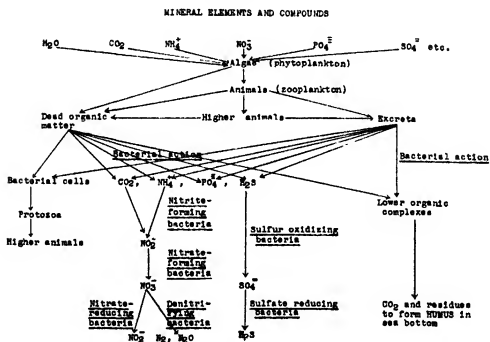 MINERAL ELEMENTS AND COMPOUNDS
H2O CO2 NH4+ NO3- PO4≡ SO4= etc.
Algae (phytoplankton)
Animals (zooplankton)
Dead organic matter
Higher animals
Excreta
Bacterial action
Bacterial action
Bacterial cells
CO2, NH4+, PO4≡, H2S
Lower organic complexes
Protozoa
Nitrite-
forming
bacteria
Sulfur oxidizing
bacteria
Higher animals
NO2-
Nitrate-
forming
bacteria
NO3-
SO4=
Nitrate-
reducing
bacteria
Denitri-
fying
bacteria
Sulfate reducing
bacteria
CO2 and residues
to form HUMUS in
sea bottom
NO2-
N2, N2O
H2S